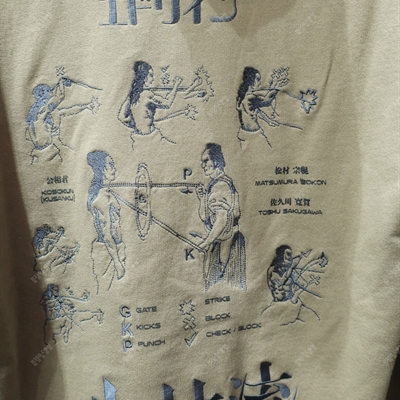 公相君
KOSOKUN
(KUSANKU)
P
K
松村 宗棍
MATSUMURA SOKON
佐久川 寛賀
TOSHU SAKUGAWA
G GATE
K KICKS
P PUNCH
STRIKE
BLOCK
CHECK / BLOCK